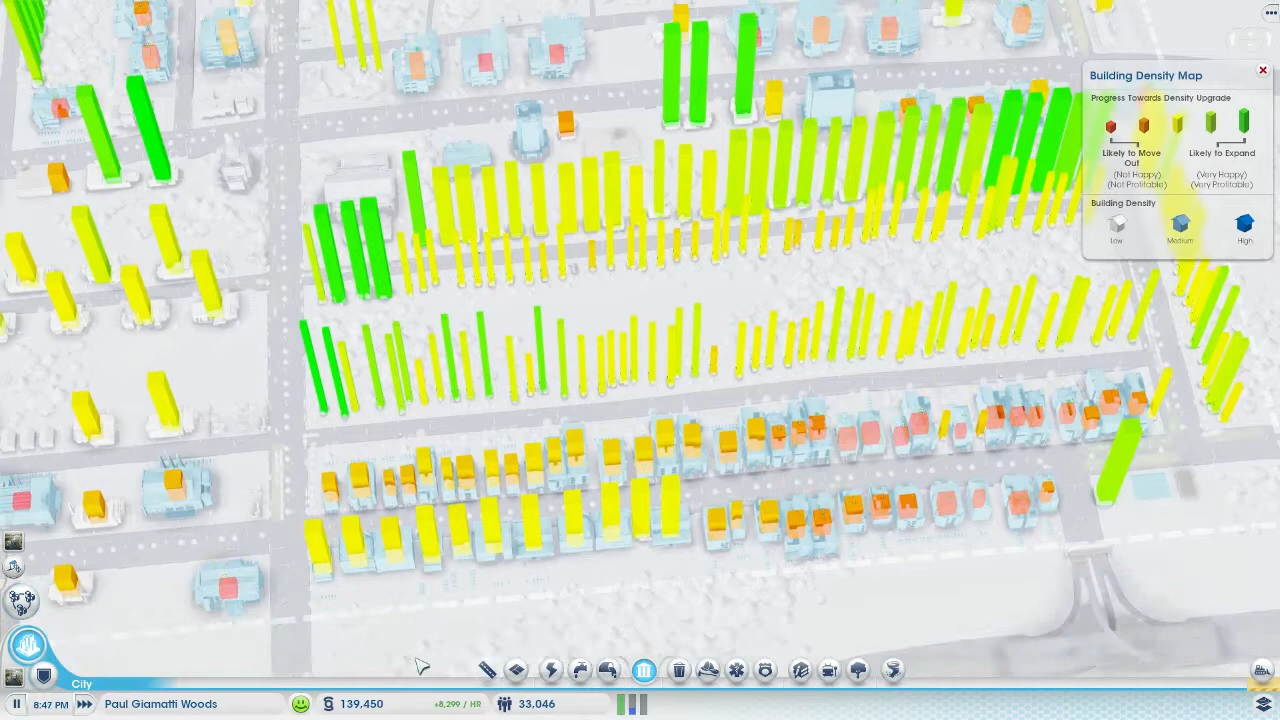 Building Density Map
Progress Towards Density Upgrade
Likely to Move Out
Likely to Expand
(Not Happy)
(Not Profitable)
(Very Happy)
(Very Profitable)
Building Density
Low
Medium
High
City
8:47 PM
Paul Giamatti Woods
139,450
+8,299 / HR
33,046